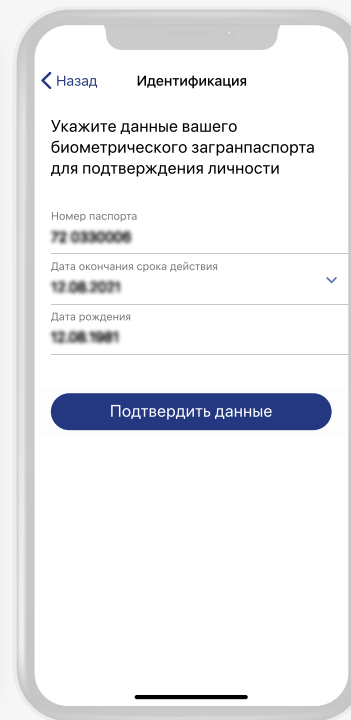 Назад Идентификация
Укажите данные вашего
биометрического загранпаспорта
для подтверждения личности
Номер паспорта
Дата окончания срока действия
Дата рождения
Подтвердить данные